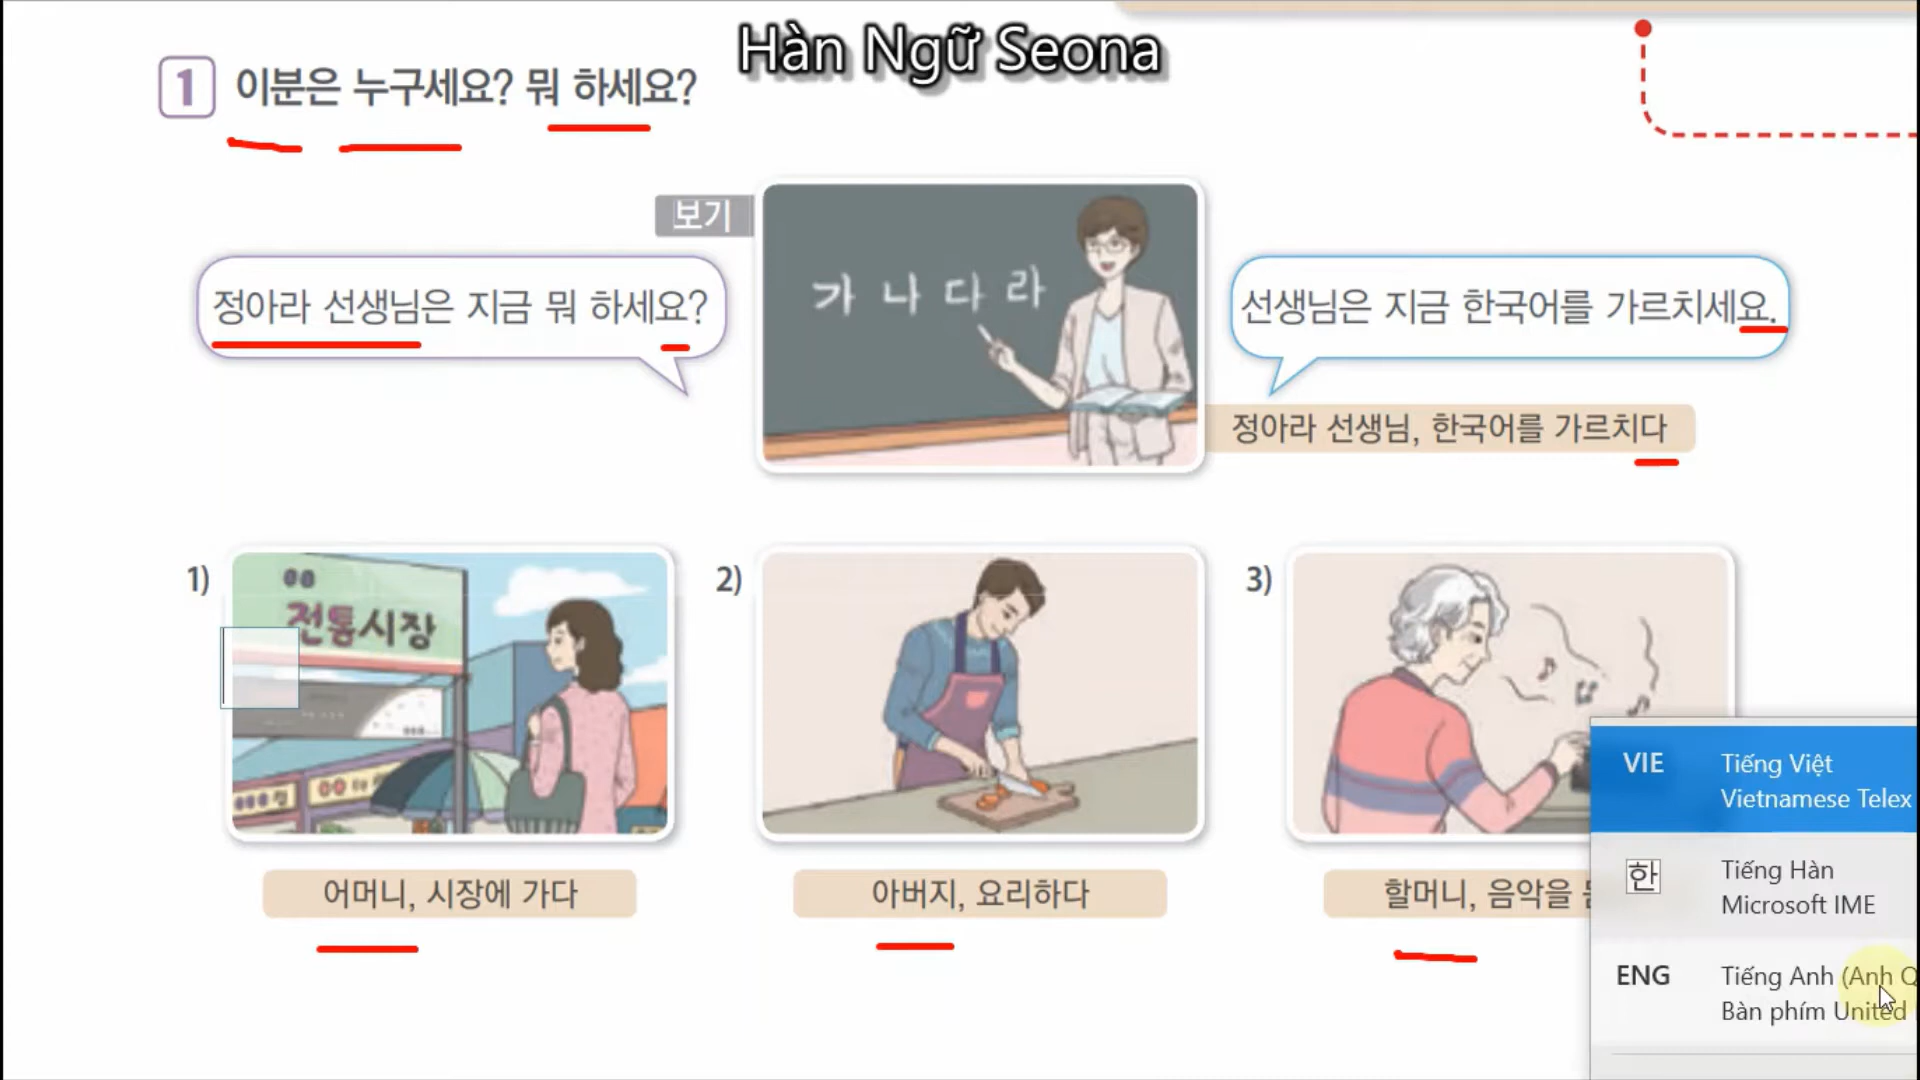 Hàn Ngữ Seona
1 이분은 누구세요? 뭐 하세요?
보기
정아라 선생님은 지금 뭐 하세요?
가 나 다 라
선생님은 지금 한국어를 가르치세요.
정아라 선생님, 한국어를 가르치다
1)
전통시장
어머니, 시장에 가다
2)
아버지, 요리하다
3)
할머니, 음악을
VIE Tiếng Việt
Vietnamese Telex
한 Tiếng Hàn
Microsoft IME
ENG Tiếng Anh (Anh Q
Bàn phím United